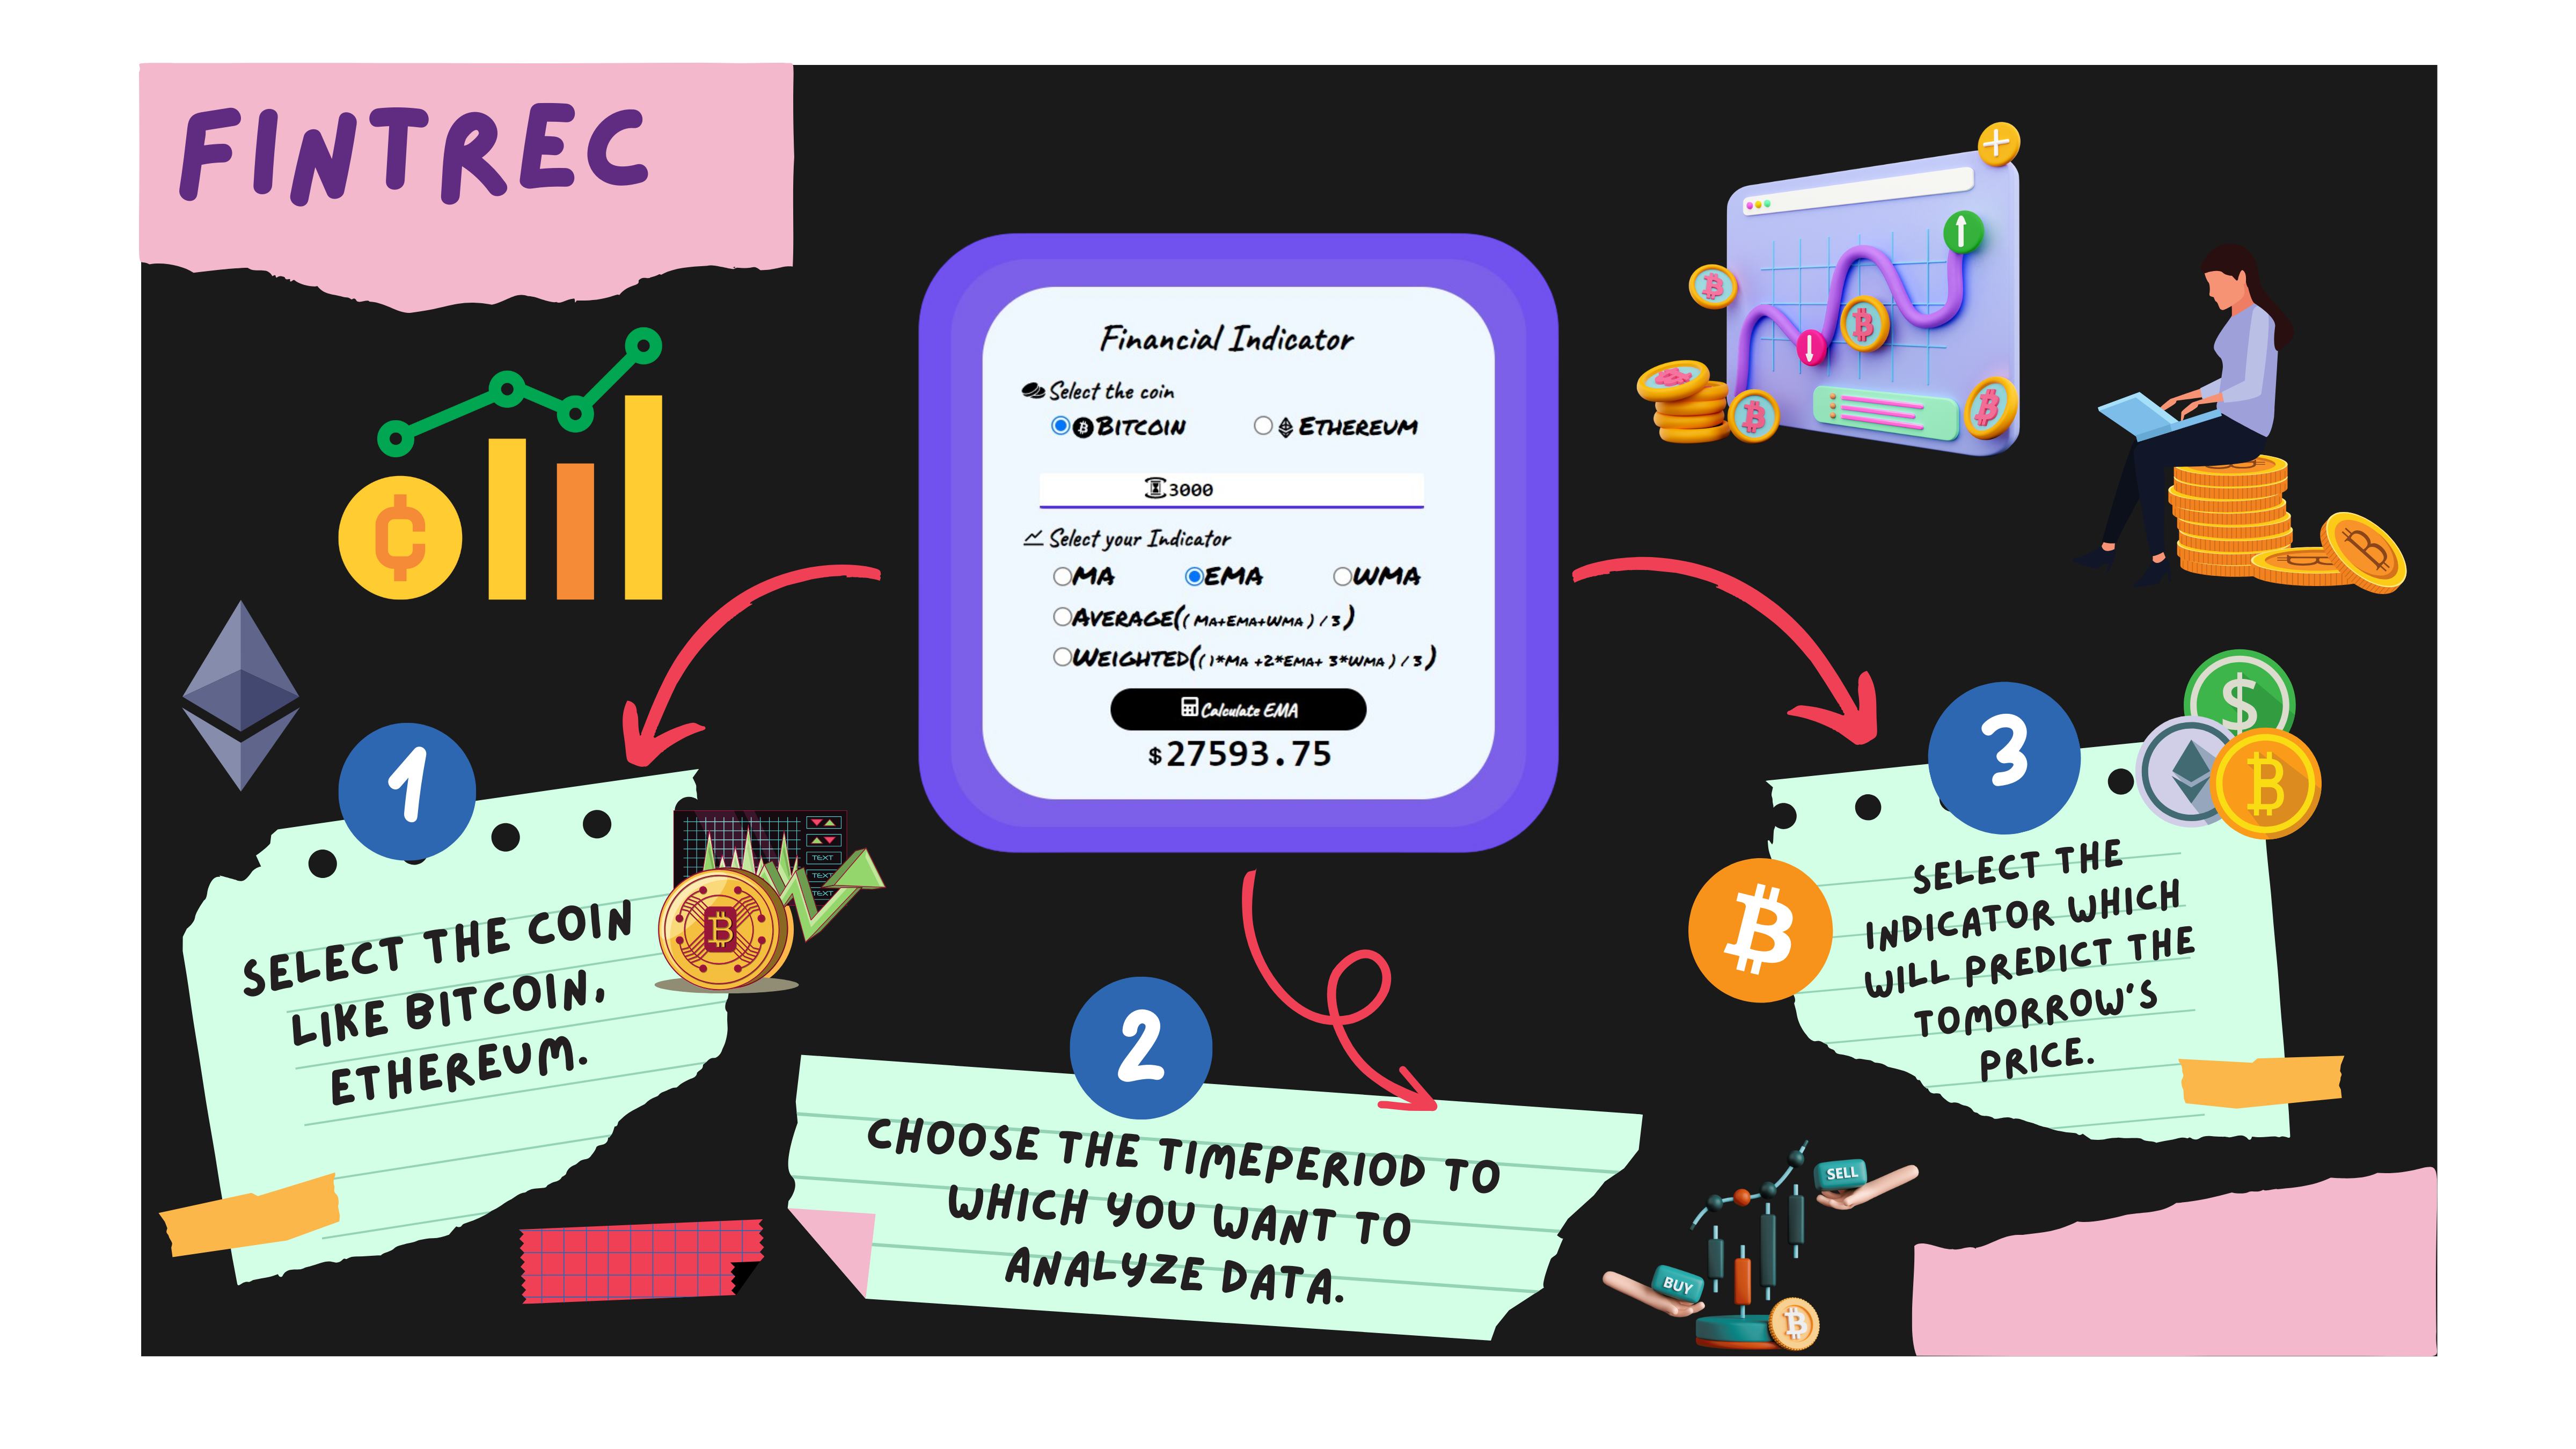 FINTREC
Financial Indicator
Select the coin
BITCOIN ETHEREUM
3000
Select your Indicator
MA EMA WMA
AVERAGE(( MA+EMA+WMA ) / 3 )
WEIGHTED(( 1*MA +2*EMA+ 3*WMA ) / 3 )
Calculate EMA
$27593.75
1
SELECT THE COIN
LIKE BITCOIN,
ETHEREUM.
TEXT
TEXT
TEXT
2
CHOOSE THE TIMEPERIOD TO
WHICH YOU WANT TO
ANALYZE DATA.
3
SELECT THE
INDICATOR WHICH
WILL PREDICT THE
TOMORROW'S
PRICE.
SELL
BUY